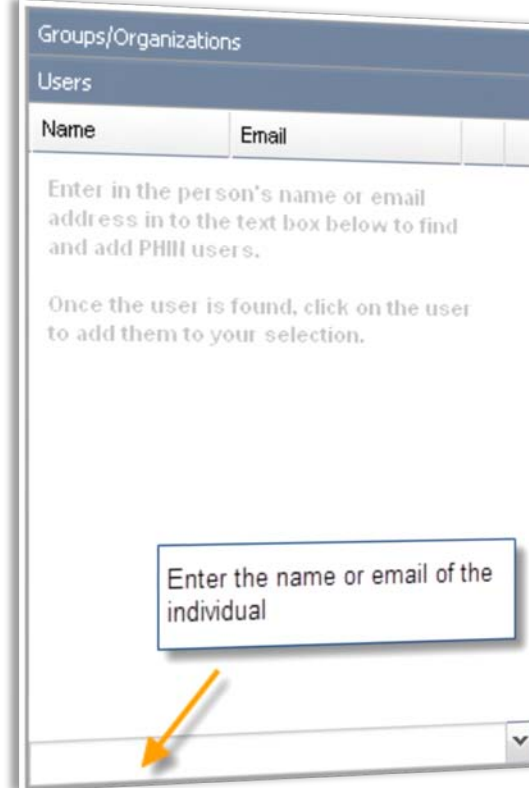 Groups/Organizations
Users
Name Email
Enter in the person's name or email
address in to the text box below to find
and add PHIN users.
Once the user is found, click on the user
to add them to your selection.
Enter the name or email of the
individual